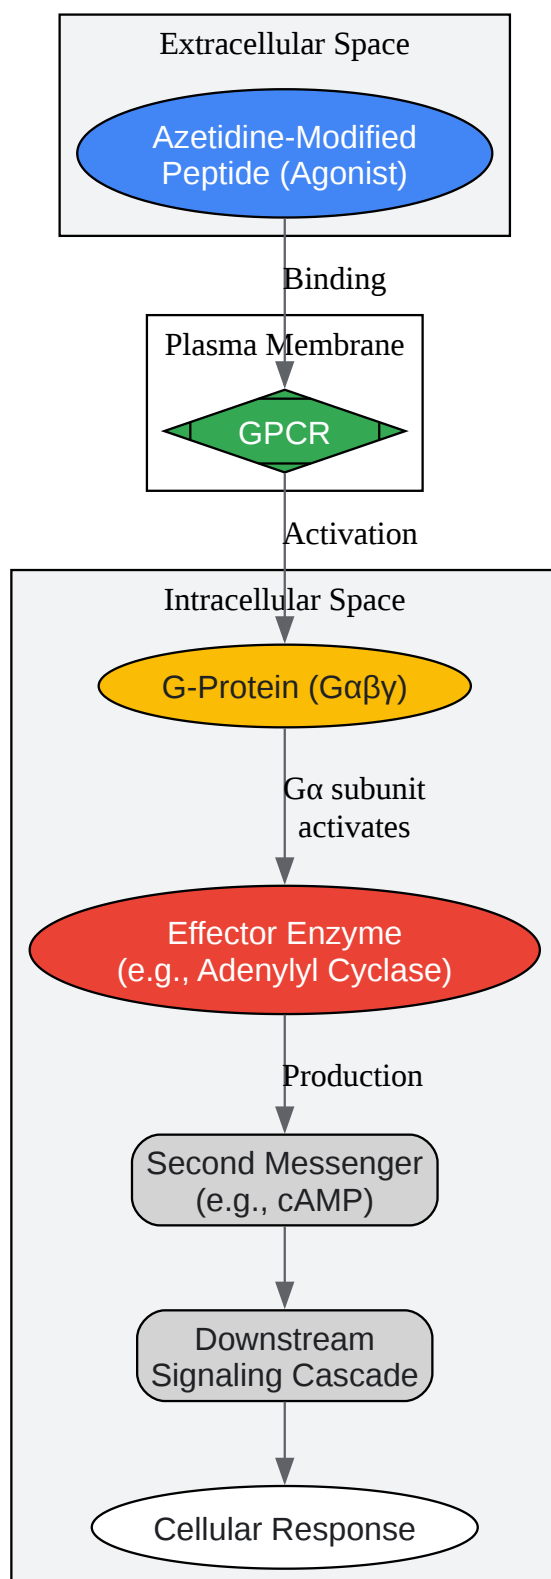 Extracellular Space
Azetidine-Modified
Peptide (Agonist)
Binding
Plasma Membrane
GPCR
Activation
Intracellular Space
G-Protein (Gαβγ)
Gα subunit
activates
Effector Enzyme
(e.g., Adenylyl Cyclase)
Production
Second Messenger
(e.g., cAMP)
Downstream
Signaling Cascade
Cellular Response